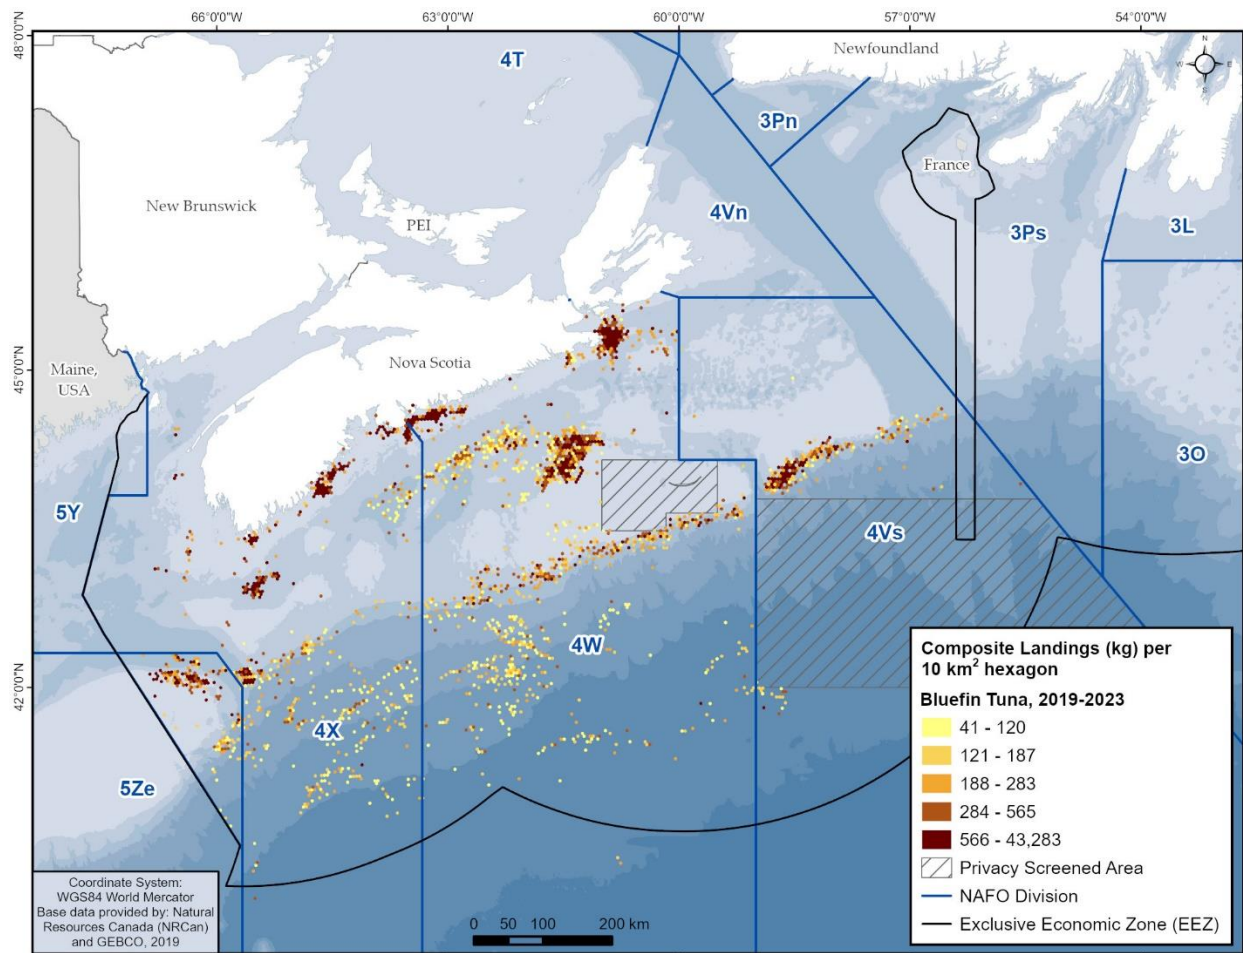 66°0'0"W
63°0'0"W
60°0'0"W
57°0'0"W
54°0'0"W
48°0'0"N
45°0'0"N
42°0'0"N
N
W
E
S
4T
Newfoundland
3Pn
France
New Brunswick
PEI
4Vn
3Ps
3L
Maine,
USA
Nova Scotia
3O
5Y
4Vs
4W
4X
5Ze
Composite Landings (kg) per
10 km² hexagon
Bluefin Tuna, 2019-2023
41 - 120
121 - 187
188 - 283
284 - 565
566 - 43,283
Privacy Screened Area
NAFO Division
Exclusive Economic Zone (EEZ)
Coordinate System:
WGS84 World Mercator
Base data provided by: Natural
Resources Canada (NRCan)
and GEBCO, 2019
0 50 100 200 km